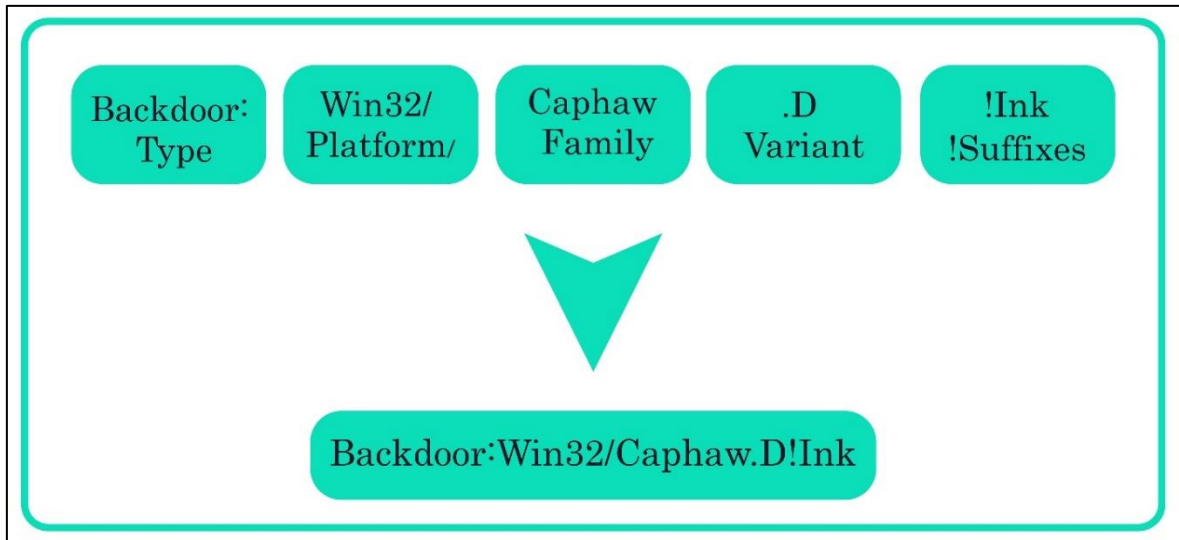 Backdoor:
Type
Win32/
Platform/
Caphaw
Family
.D
Variant
!Ink
!Suffixes
Backdoor:Win32/Caphaw.D!Ink